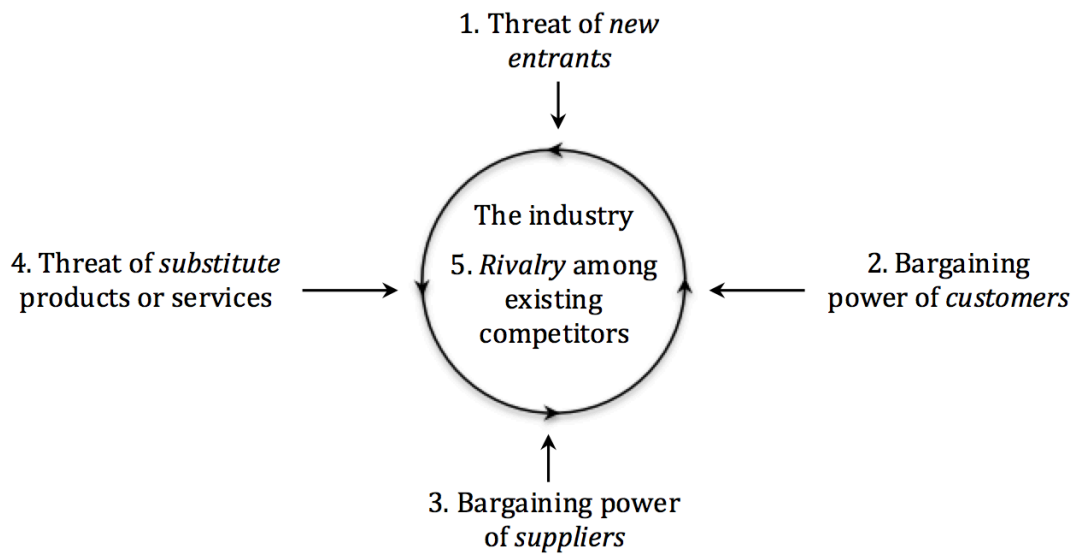 1. Threat of new
entrants
The industry
5. Rivalry among
existing
competitors
4. Threat of substitute
products or services
2. Bargaining
power of customers
3. Bargaining power
of suppliers